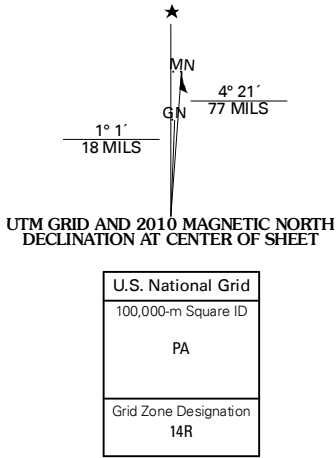 MN
4° 21´
77 MILS
GN
1° 1´
18 MILS
UTM GRID AND 2010 MAGNETIC NORTH
DECLINATION AT CENTER OF SHEET
U.S. National Grid
100,000-m Square ID
PA
Grid Zone Designation
14R